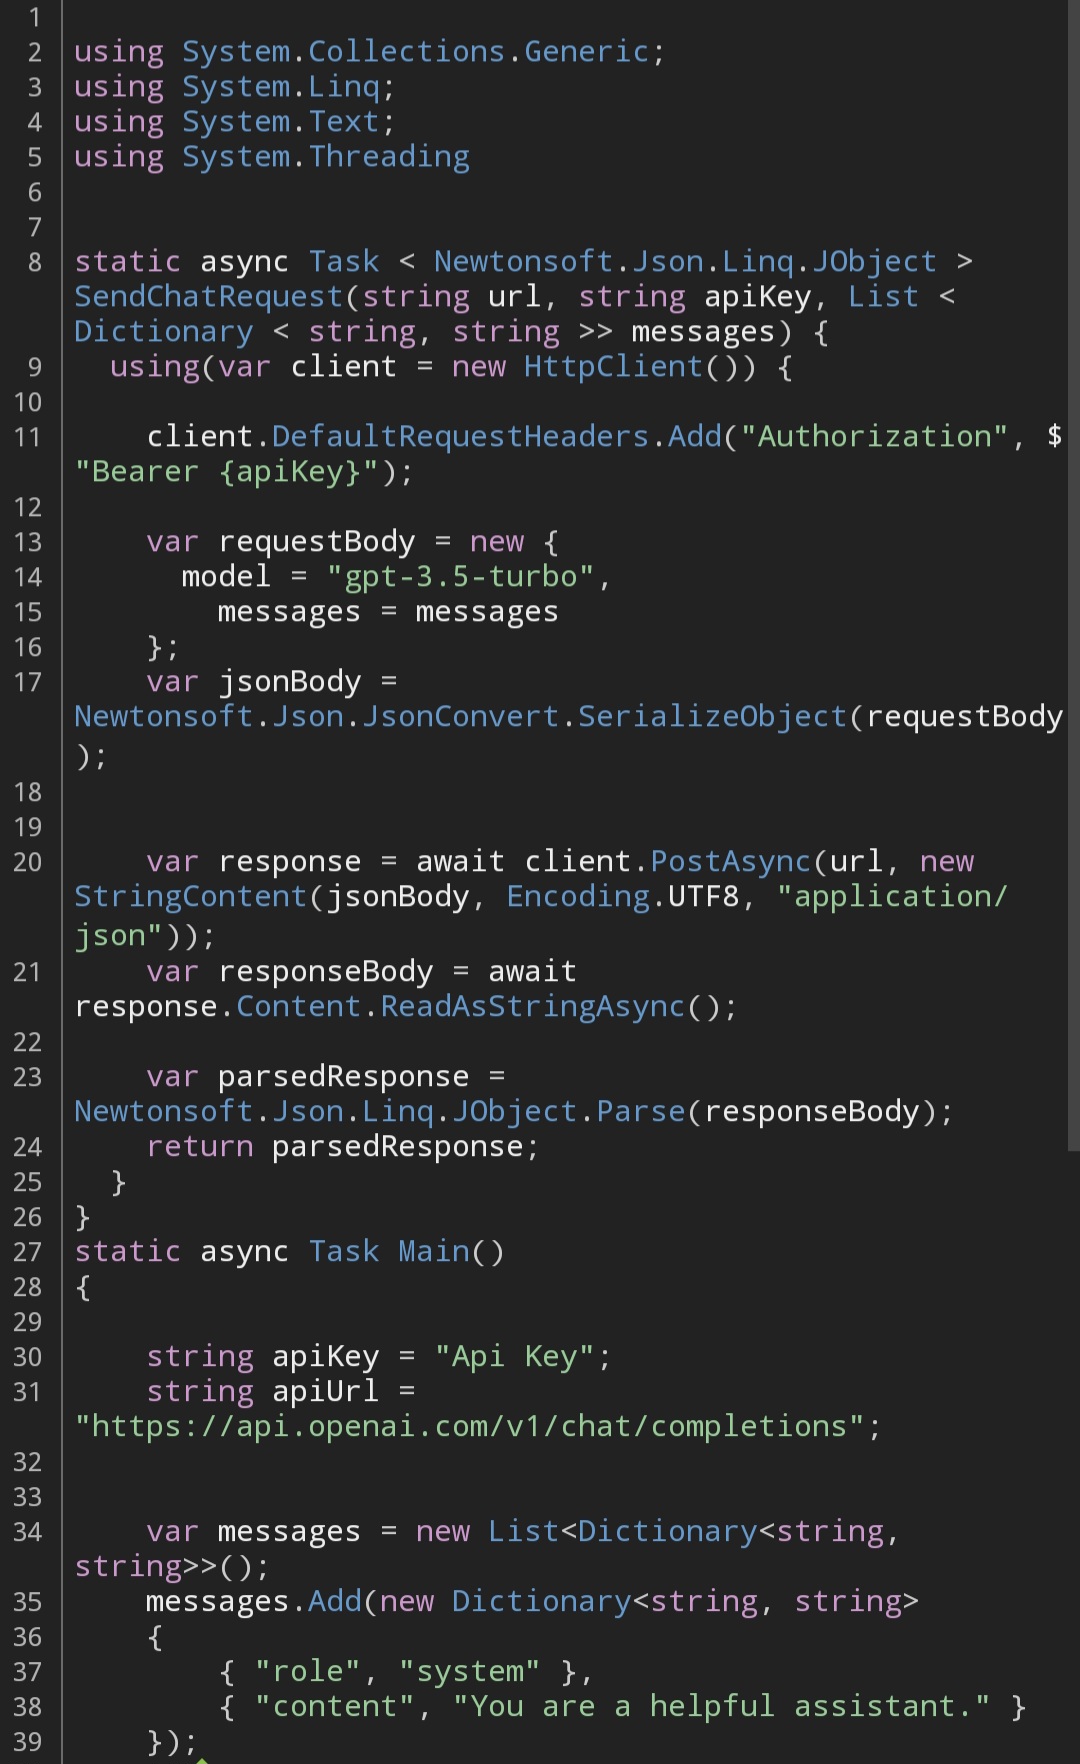 1
2 using System.Collections.Generic;
3 using System.Linq;
4 using System.Text;
5 using System.Threading
6
7
8 static async Task < Newtonsoft.Json.Linq.JObject >
SendChatRequest(string url, string apiKey, List <
Dictionary < string, string >> messages) {
9 using(var client = new HttpClient()) {
10
11 client.DefaultRequestHeaders.Add("Authorization", $
"Bearer {apiKey}");
12
13 var requestBody = new {
14 model = "gpt-3.5-turbo",
15 messages = messages
16 };
17 var jsonBody =
Newtonsoft.Json.JsonConvert.SerializeObject(requestBody
);
18
19
20 var response = await client.PostAsync(url, new
StringContent(jsonBody, Encoding.UTF8, "application/
json"));
21 var responseBody = await
response.Content.ReadAsStringAsync();
22
23 var parsedResponse =
Newtonsoft.Json.Linq.JObject.Parse(responseBody);
24 return parsedResponse;
25 }
26 }
27 static async Task Main()
28 {
29
30 string apiKey = "Api Key";
31 string apiUrl =
"https://api.openai.com/v1/chat/completions";
32
33
34 var messages = new List<Dictionary<string,
string>>();
35 messages.Add(new Dictionary<string, string>
36 {
37 { "role", "system" },
38 { "content", "You are a helpful assistant." }
39 });